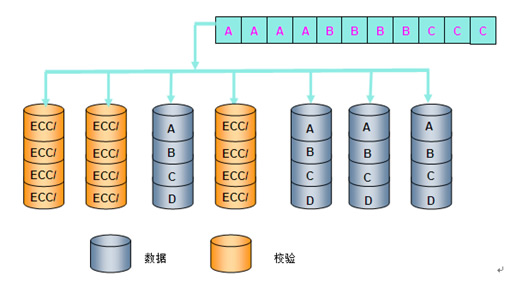 A A A A B B B B C C C
ECC/ ECC/ A ECC/ A A A
ECC/ ECC/ B ECC/ B B B
ECC/ ECC/ C ECC/ C C C
ECC/ ECC/ D ECC/ D D D
数据 校验